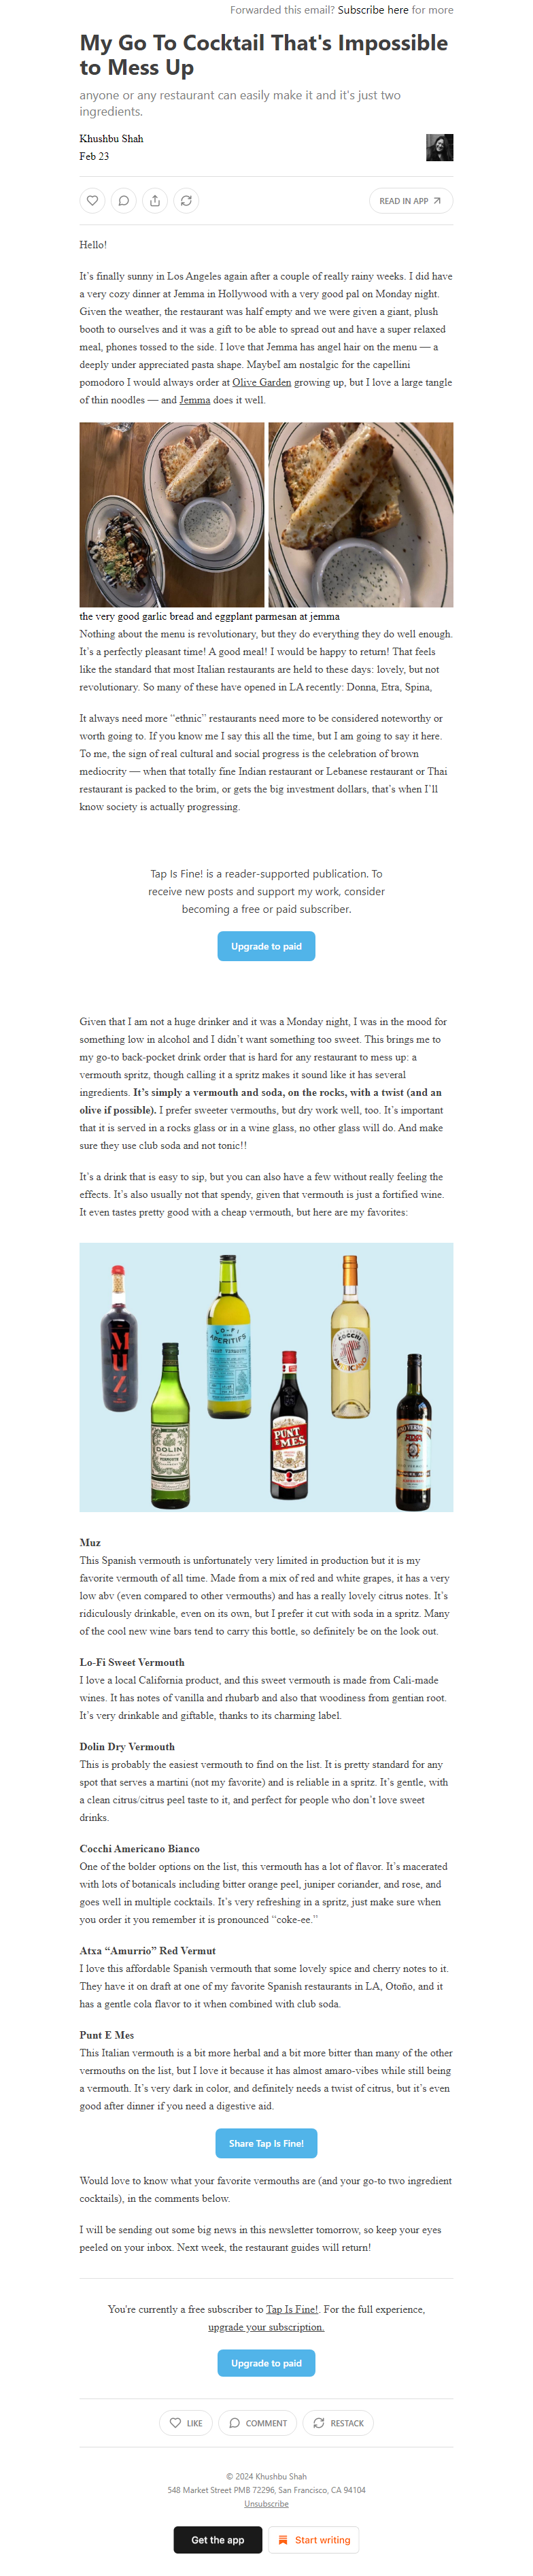 Forwarded this email? Subscribe here for more
My Go To Cocktail That's Impossible
to Mess Up
anyone or any restaurant can easily make it and it's just two
ingredients.
Khushbu Shah
Feb 23
READ IN APP
Hello!
It’s finally sunny in Los Angeles again after a couple of really rainy weeks. I did have
a very cozy dinner at Jemma in Hollywood with a very good pal on Monday night.
Given the weather, the restaurant was half empty and we were given a giant, plush
booth to ourselves and it was a gift to be able to spread out and have a super relaxed
meal, phones tossed to the side. I love that Jemma has angel hair on the menu — a
deeply under appreciated pasta shape. MaybeI am nostalgic for the capellini
pomodoro I would always order at Olive Garden growing up, but I love a large tangle
of thin noodles — and Jemma does it well.
the very good garlic bread and eggplant parmesan at jemma
Nothing about the menu is revolutionary, but they do everything they do well enough.
It’s a perfectly pleasant time! A good meal! I would be happy to return! That feels
like the standard that most Italian restaurants are held to these days: lovely, but not
revolutionary. So many of these have opened in LA recently: Donna, Etra, Spina,
It always need more “ethnic” restaurants need more to be considered noteworthy or
worth going to. If you know me I say this all the time, but I am going to say it here.
To me, the sign of real cultural and social progress is the celebration of brown
mediocrity — when that totally fine Indian restaurant or Lebanese restaurant or Thai
restaurant is packed to the brim, or gets the big investment dollars, that’s when I’ll
know society is actually progressing.
Tap Is Fine! is a reader-supported publication. To
receive new posts and support my work, consider
becoming a free or paid subscriber.
Upgrade to paid
Given that I am not a huge drinker and it was a Monday night, I was in the mood for
something low in alcohol and I didn’t want something too sweet. This brings me to
my go-to back-pocket drink order that is hard for any restaurant to mess up: a
vermouth spritz, though calling it a spritz makes it sound like it has several
ingredients. It’s simply a vermouth and soda, on the rocks, with a twist (and an
olive if possible). I prefer sweeter vermouths, but dry work well, too. It’s important
that it is served in a rocks glass or in a wine glass, no other glass will do. And make
sure they use club soda and not tonic!!
It’s a drink that is easy to sip, but you can also have a few without really feeling the
effects. It’s also usually not that spendy, given that vermouth is just a fortified wine.
It even tastes pretty good with a cheap vermouth, but here are my favorites:
MUZ
DOLIN
LO-FI
APERITIFS
PUNT
E MES
COCCHI
AMERICANO
Muz
This Spanish vermouth is unfortunately very limited in production but it is my
favorite vermouth of all time. Made from a mix of red and white grapes, it has a very
low abv (even compared to other vermouths) and has a really lovely citrus notes. It’s
ridiculously drinkable, even on its own, but I prefer it cut with soda in a spritz. Many
of the cool new wine bars tend to carry this bottle, so definitely be on the look out.
Lo-Fi Sweet Vermouth
I love a local California product, and this sweet vermouth is made from Cali-made
wines. It has notes of vanilla and rhubarb and also that woodiness from gentian root.
It’s very drinkable and giftable, thanks to its charming label.
Dolin Dry Vermouth
This is probably the easiest vermouth to find on the list. It is pretty standard for any
spot that serves a martini (not my favorite) and is reliable in a spritz. It’s gentle, with
a clean citrus/citrus peel taste to it, and perfect for people who don’t love sweet
drinks.
Cocchi Americano Bianco
One of the bolder options on the list, this vermouth has a lot of flavor. It’s macerated
with lots of botanicals including bitter orange peel, juniper coriander, and rose, and
goes well in multiple cocktails. It’s very refreshing in a spritz, just make sure when
you order it you remember it is pronounced “coke-ee.”
Atxa “Amurrio” Red Vermut
I love this affordable Spanish vermouth that some lovely spice and cherry notes to it.
They have it on draft at one of my favorite Spanish restaurants in LA, Otoño, and it
has a gentle cola flavor to it when combined with club soda.
Punt E Mes
This Italian vermouth is a bit more herbal and a bit more bitter than many of the other
vermouths on the list, but I love it because it has almost amaro-vibes while still being
a vermouth. It’s very dark in color, and definitely needs a twist of citrus, but it’s even
good after dinner if you need a digestive aid.
Share Tap Is Fine!
Would love to know what your favorite vermouths are (and your go-to two ingredient
cocktails), in the comments below.
I will be sending out some big news in this newsletter tomorrow, so keep your eyes
peeled on your inbox. Next week, the restaurant guides will return!
You're currently a free subscriber to Tap Is Fine!. For the full experience,
upgrade your subscription.
Upgrade to paid
LIKE
COMMENT
RESTACK
© 2024 Khushbu Shah
548 Market Street PMB 72296, San Francisco, CA 94104
Unsubscribe
Get the app
Start writing